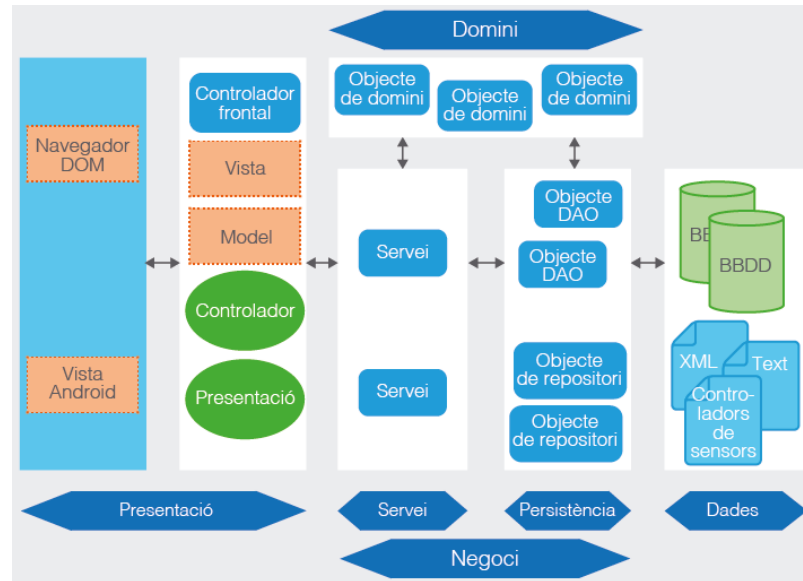 Domini
Objecte
de domini
Objecte
de domini
Objecte
de domini
Controlador
frontal
Navegador
DOM
Vista
Model
Controlador
Presentació
Vista
Android
Servei
Servei
Objecte
DAO
Objecte
DAO
Objecte
de repositori
Objecte
de repositori
BBDD
XML
Text
Contro-
ladors
de
sensors
Presentació
Servei
Persistència
Dades
Negoci